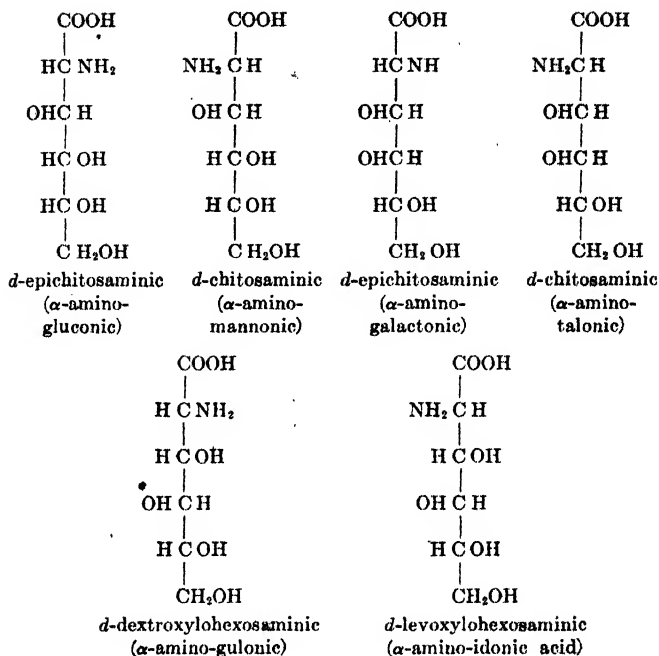 COOH COOH COOH COOH
HC NH₂ NH₂ C H HC NH NH₂C H
OHC H OH C H OHC H OHC H
HC OH HC OH OHC H OHC H
HC OH H C OH HC OH HC OH
C H₂OH C H₂OH CH₂ OH CH₂ OH
d-epichitosaminic d-chitosaminic d-epichitosaminic d-chitosaminic
(α-amino- (α-amino- (α-amino- (α-amino-
gluconic) mannonic) galactonic) talonic)
COOH COOH
H C NH₂ NH₂ C H
H C OH H C OH
OH C H OH C H
H C OH H C OH
CH₂OH CH₂OH
d-dextroxylohexosaminic d-levoxylohexosaminic
(α-amino-gulonic) (α-amino-idonic acid)